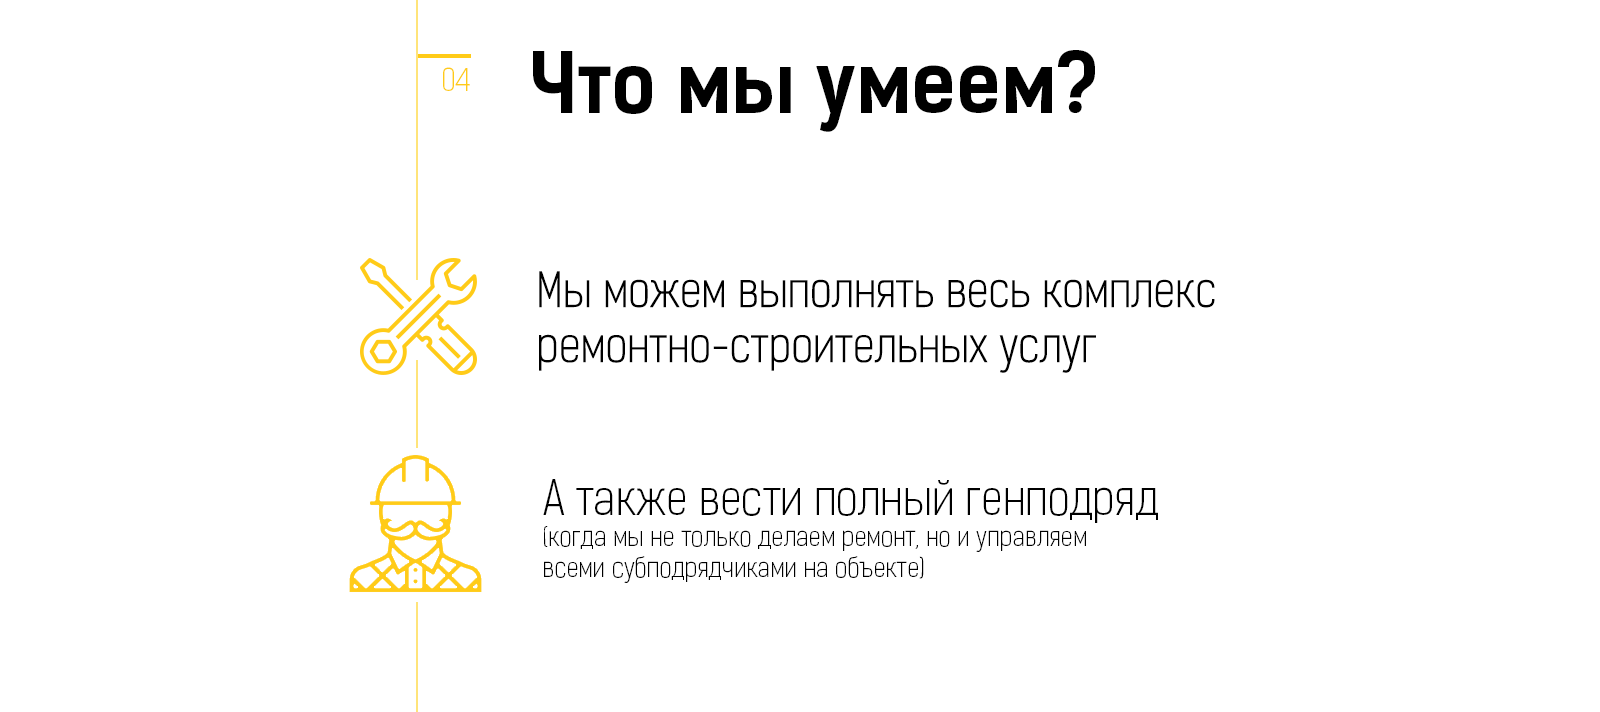 04
Что мы умеем?
Мы можем выполнять весь комплекс
ремонтно-строительных услуг
А также вести полный генподряд
(когда мы не только делаем ремонт, но и управляем
всеми субподрядчиками на объекте)